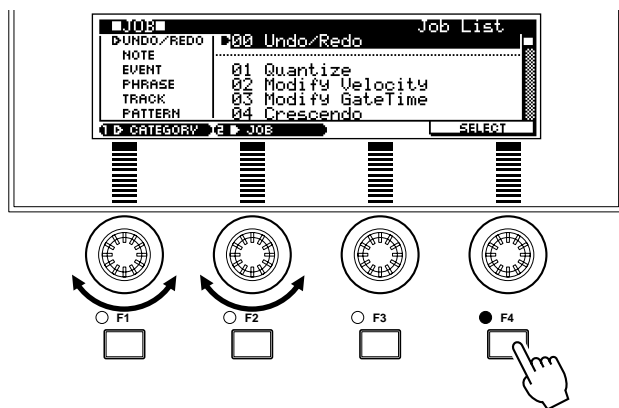 JOB Job List
UNDO/REDO 00 Undo/Redo
NOTE
EVENT 01 Quantize
PHRASE 02 Modify Velocity
TRACK 03 Modify GateTime
PATTERN 04 Crescendo
1 CATEGORY 2 JOB SELECT
F1 F2 F3 F4